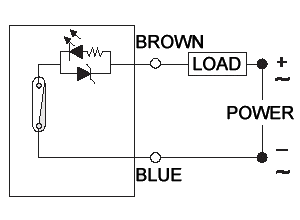 BROWN
LOAD
+
~
POWER
–
~
BLUE